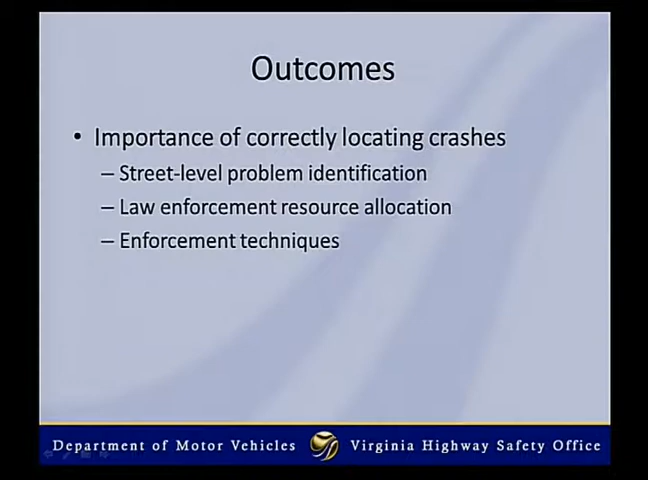 Outcomes
• Importance of correctly locating crashes
– Street-level problem identification
– Law enforcement resource allocation
– Enforcement techniques
Department of Motor Vehicles Virginia Highway Safety Office